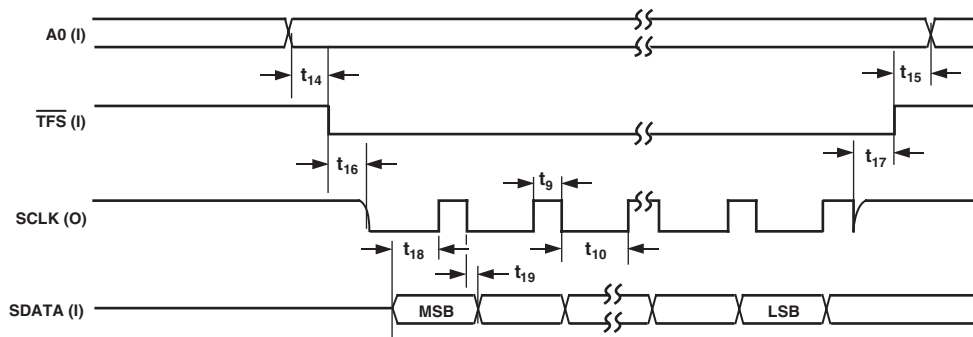 A0 (I)
t14
t15
TFS (I)
t16
t9
t17
SCLK (O)
t18
t19
t10
SDATA (I)
MSB
LSB